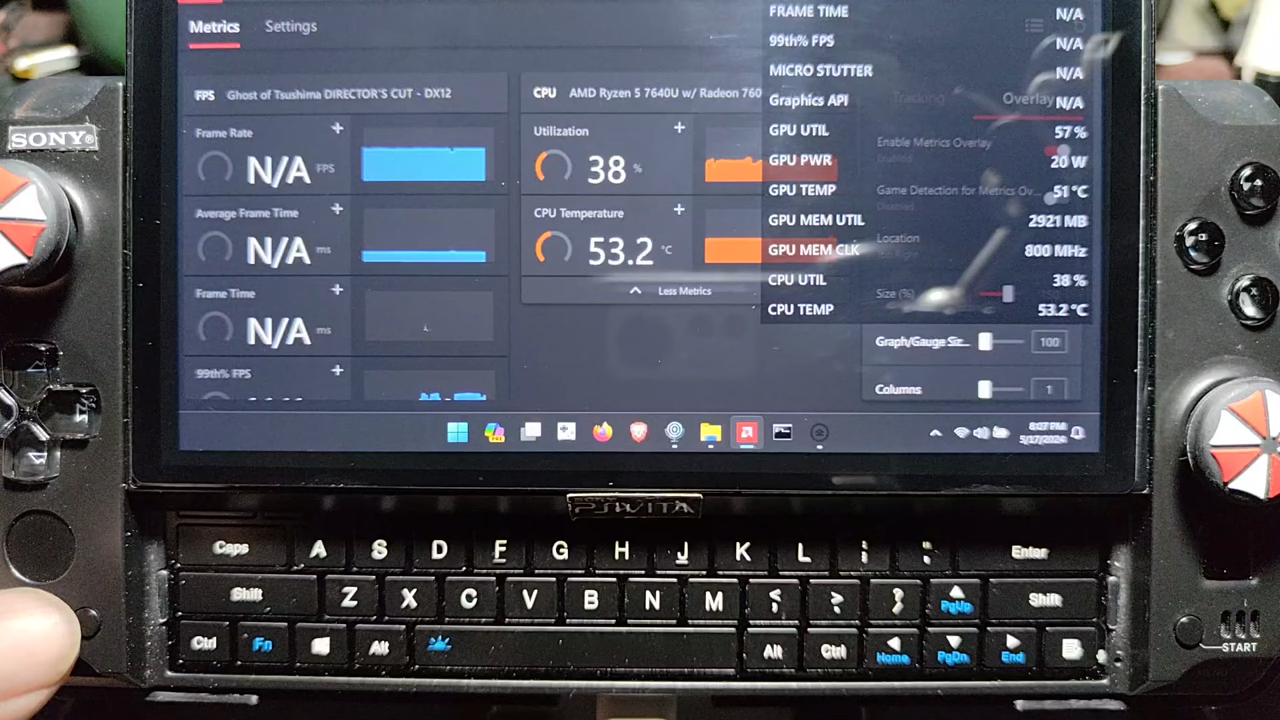 Metrics Settings
FPS Ghost of Tsushima DIRECTOR'S CUT - DX12
Frame Rate
N/A FPS
Average Frame Time
N/A ms
Frame Time
N/A ms
99th% FPS
CPU AMD Ryzen 5 7640U w/ Radeon 760
Utilization
38 %
CPU Temperature
53.2 °C
Less Metrics
FRAME TIME N/A
99th% FPS N/A
MICRO STUTTER N/A
Graphics API N/A
GPU UTIL 57 %
GPU PWR 20 W
GPU TEMP 51 °C
GPU MEM UTIL 2921 MB
GPU MEM CLK 800 MHz
CPU UTIL 38 %
CPU TEMP 53.2 °C
Tracking Overlay
Enable Metrics Overlay
Enabled
Game Detection for Metrics Ov...
Disabled
Location
Size (%)
Graph/Gauge Siz... 100
Columns 1
8:07 PM
5/17/2024
SONY
PSVITA
Caps A S D F G H J K L ; Enter
Shift Z X C V B N M < > ? PgUp Shift
Ctrl Fn Alt Alt Ctrl Home PgDn End
START